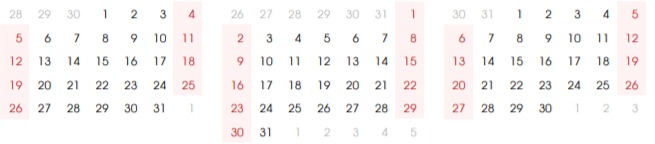 28 29 30 1 2 3 4
5 6 7 8 9 10 11
12 13 14 15 16 17 18
19 20 21 22 23 24 25
26 27 28 29 30 31 1
26 27 28 29 30 31 1
2 3 4 5 6 7 8
9 10 11 12 13 14 15
16 17 18 19 20 21 22
23 24 25 26 27 28 29
30 31 1 2 3 4 5
30 31 1 2 3 4 5
6 7 8 9 10 11 12
13 14 15 16 17 18 19
20 21 22 23 24 25 26
27 28 29 30 1 2 3